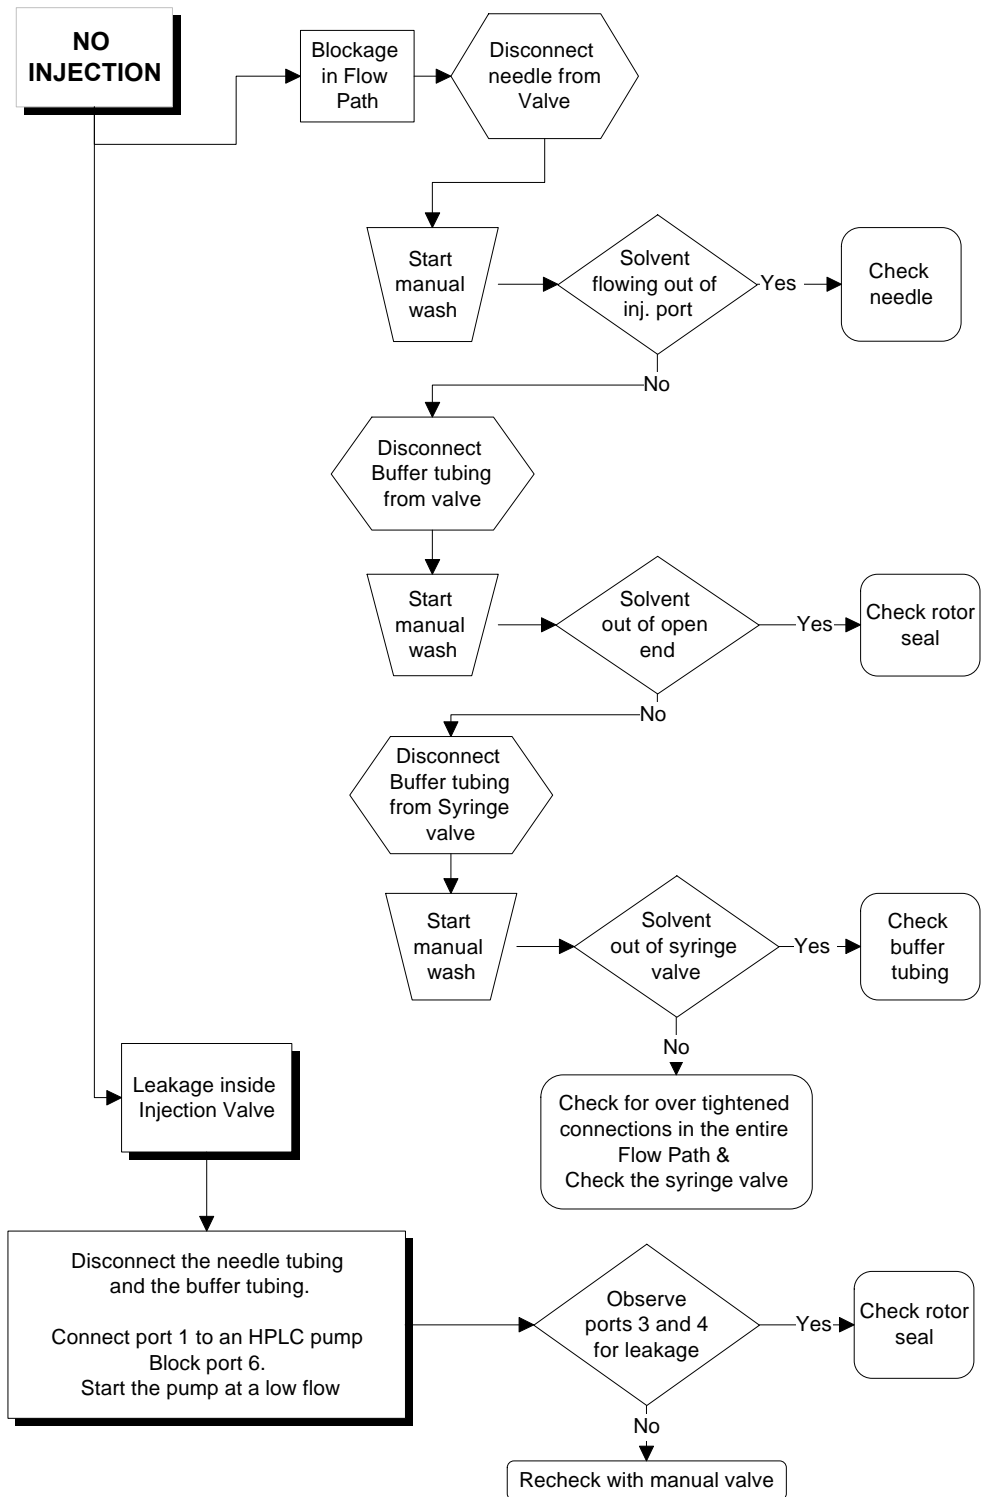 NO
INJECTION
Blockage
in Flow
Path
Disconnect
needle from
Valve
Start
manual
wash
Solvent
flowing out of
inj. port
Yes
Check
needle
No
Disconnect
Buffer tubing
from valve
Start
manual
wash
Solvent
out of open
end
Yes
Check rotor
seal
No
Disconnect
Buffer tubing
from Syringe
valve
Start
manual
wash
Solvent
out of syringe
valve
Yes
Check
buffer
tubing
No
Check for over tightened
connections in the entire
Flow Path &
Check the syringe valve
Leakage inside
Injection Valve
Disconnect the needle tubing
and the buffer tubing.
Connect port 1 to an HPLC pump
Block port 6.
Start the pump at a low flow
Observe
ports 3 and 4
for leakage
Yes
Check rotor
seal
No
Recheck with manual valve